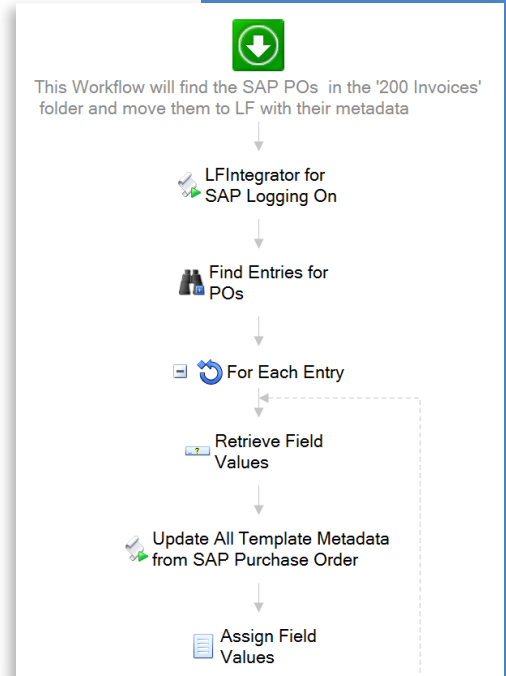 This Workflow will find the SAP POs  in the '200 Invoices'
folder and move them to LF with their metadata
LFIntegrator for
SAP Logging On
Find Entries for
POs
For Each Entry
Retrieve Field
Values
Update All Template Metadata
from SAP Purchase Order
Assign Field
Values